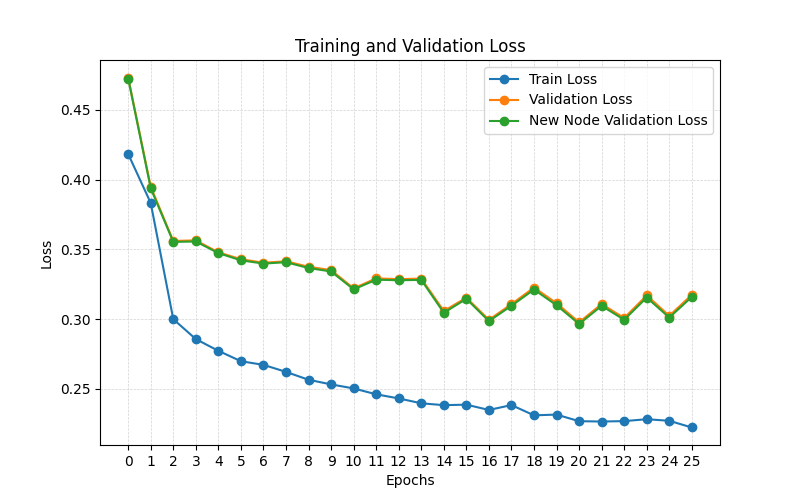 Training and Validation Loss
Train Loss
Validation Loss
New Node Validation Loss
0.45
0.40
0.35
0.30
0.25
Loss
0 1 2 3 4 5 6 7 8 9 10 11 12 13 14 15 16 17 18 19 20 21 22 23 24 25
Epochs